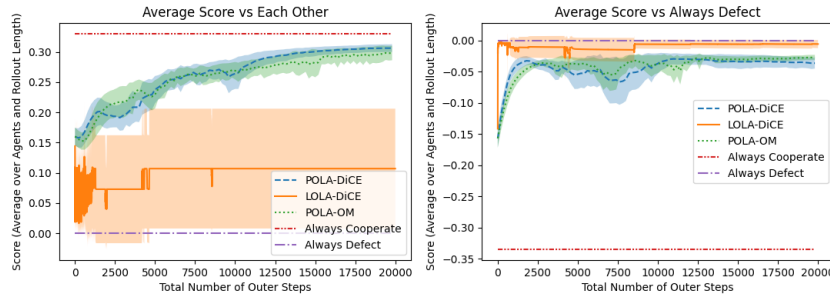 Average Score vs Each Other
Score (Average over Agents and Rollout Length)
0.30
0.25
0.20
0.15
0.10
0.05
0.00
POLA-DiCE
LOLA-DiCE
POLA-OM
Always Cooperate
Always Defect
0 2500 5000 7500 10000 12500 15000 17500 20000
Total Number of Outer Steps
Average Score vs Always Defect
Score (Average over Agents and Rollout Length)
0.00
−0.05
−0.10
−0.15
−0.20
−0.25
−0.30
−0.35
POLA-DiCE
LOLA-DiCE
POLA-OM
Always Cooperate
Always Defect
0 2500 5000 7500 10000 12500 15000 17500 20000
Total Number of Outer Steps